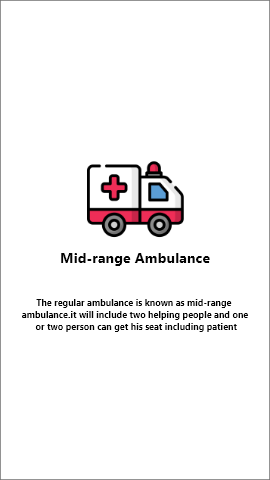 Mid-range Ambulance
The regular ambulance is known as mid-range
ambulance.it will include two helping people and one
or two person can get his seat including patient